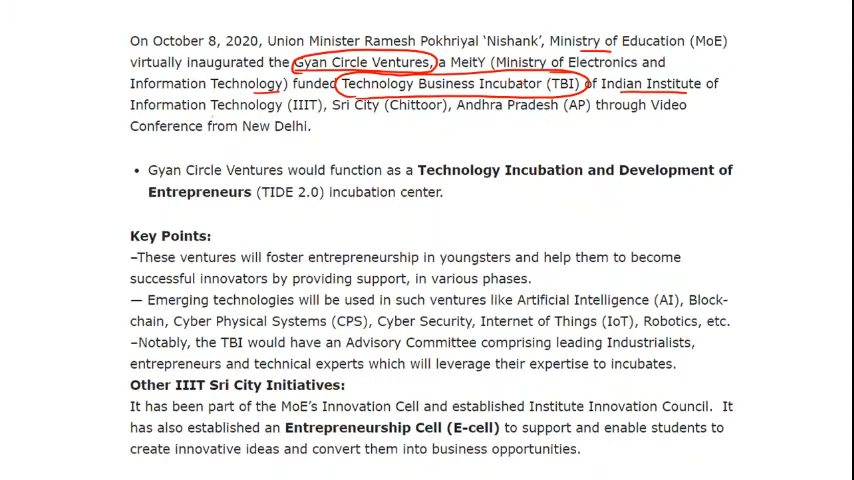 On October 8, 2020, Union Minister Ramesh Pokhriyal ‘Nishank’, Ministry of Education (MoE)
virtually inaugurated the Gyan Circle Ventures, a MeitY (Ministry of Electronics and
Information Technology) funded Technology Business Incubator (TBI) of Indian Institute of
Information Technology (IIIT), Sri City (Chittoor), Andhra Pradesh (AP) through Video
Conference from New Delhi.
• Gyan Circle Ventures would function as a Technology Incubation and Development of
Entrepreneurs (TIDE 2.0) incubation center.
Key Points:
–These ventures will foster entrepreneurship in youngsters and help them to become
successful innovators by providing support, in various phases.
— Emerging technologies will be used in such ventures like Artificial Intelligence (AI), Block-
chain, Cyber Physical Systems (CPS), Cyber Security, Internet of Things (IoT), Robotics, etc.
–Notably, the TBI would have an Advisory Committee comprising leading Industrialists,
entrepreneurs and technical experts which will leverage their expertise to incubates.
Other IIIT Sri City Initiatives:
It has been part of the MoE’s Innovation Cell and established Institute Innovation Council. It
has also established an Entrepreneurship Cell (E-cell) to support and enable students to
create innovative ideas and convert them into business opportunities.